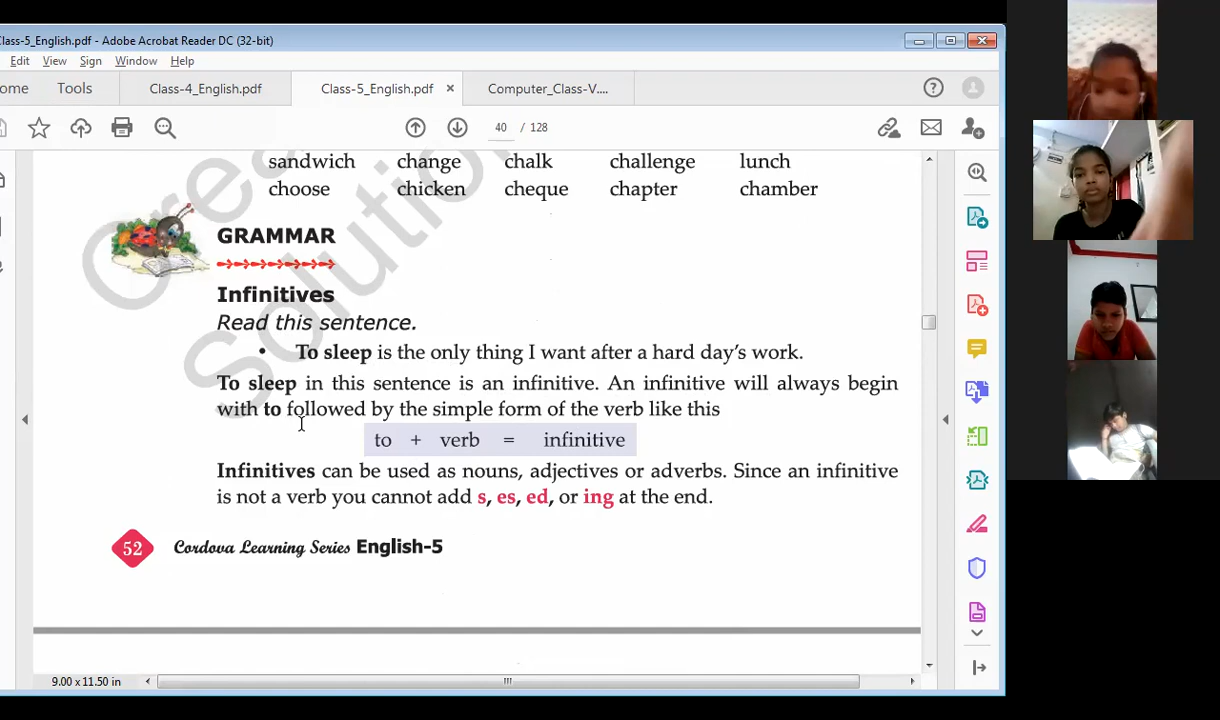 Class-5_English.pdf - Adobe Acrobat Reader DC (32-bit)
Edit View Sign Window Help
ome Tools Class-4_English.pdf Class-5_English.pdf × Computer_Class-V....
40 / 128
sandwich change chalk challenge lunch
choose chicken cheque chapter chamber
GRAMMAR
Infinitives
Read this sentence.
• To sleep is the only thing I want after a hard day's work.
To sleep in this sentence is an infinitive. An infinitive will always begin
with to followed by the simple form of the verb like this
to + verb = infinitive
Infinitives can be used as nouns, adjectives or adverbs. Since an infinitive
is not a verb you cannot add s, es, ed, or ing at the end.
52 Cordova Learning Series English-5
9.00 x 11.50 in